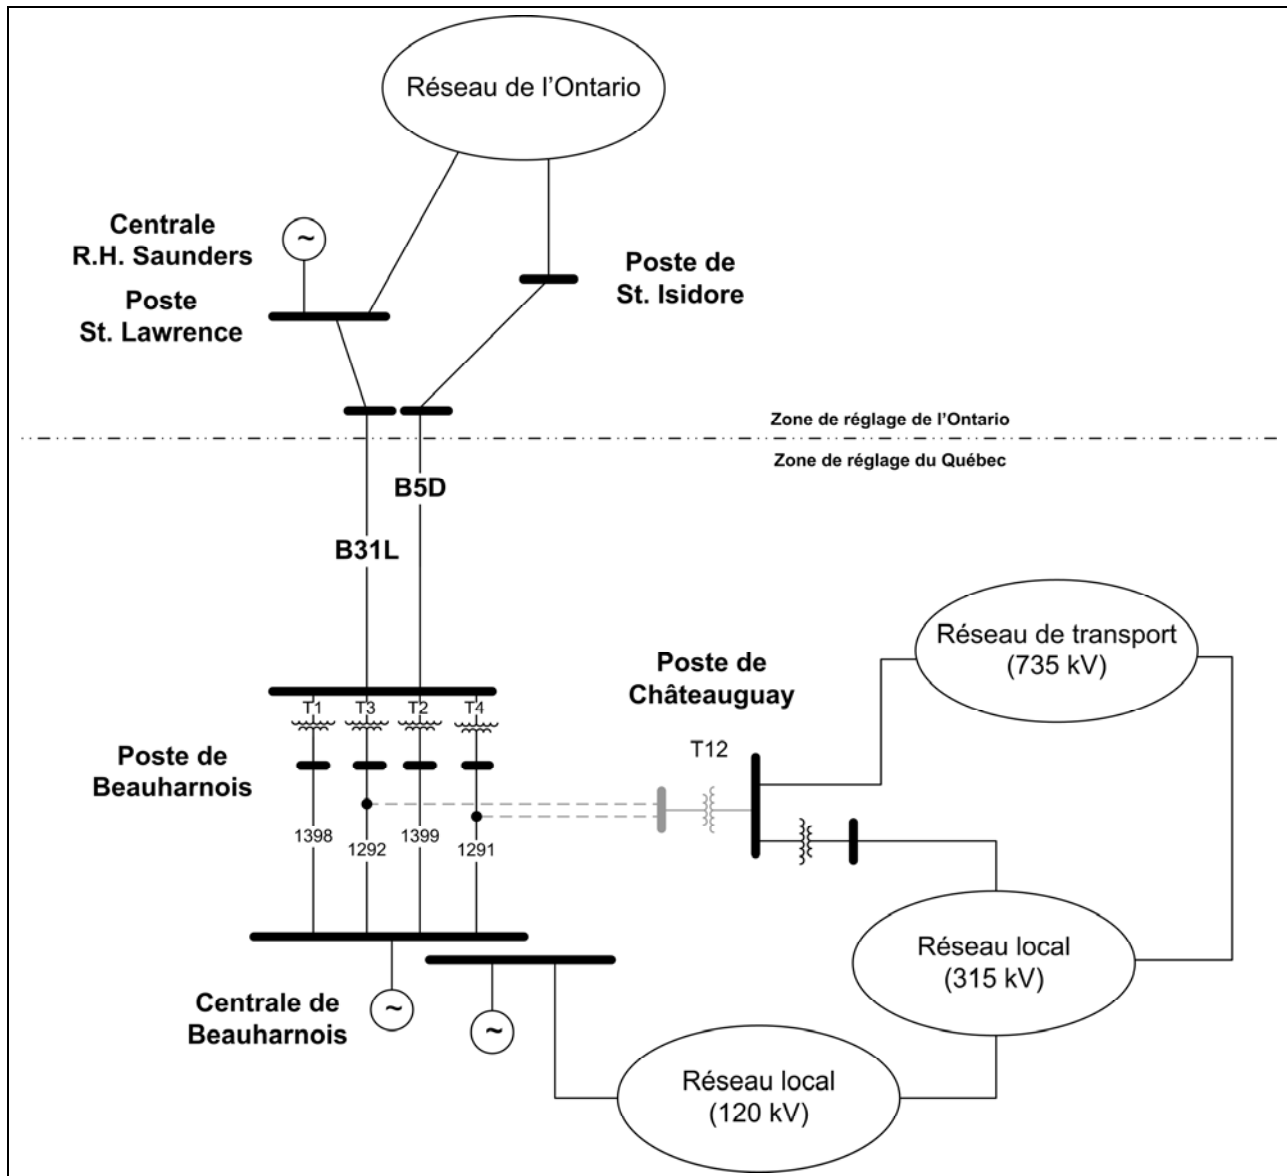 Réseau de l'Ontario
Centrale
R.H. Saunders
~
Poste de
St. Isidore
Poste
St. Lawrence
Zone de réglage de l'Ontario
Zone de réglage du Québec
B5D
B31L
Réseau de transport
(735 kV)
Poste de
Châteauguay
T1
T3
T2
T4
T12
Poste de
Beauharnois
1398
1292
1399
1291
Réseau local
(315 kV)
Centrale de
Beauharnois
~
~
Réseau local
(120 kV)